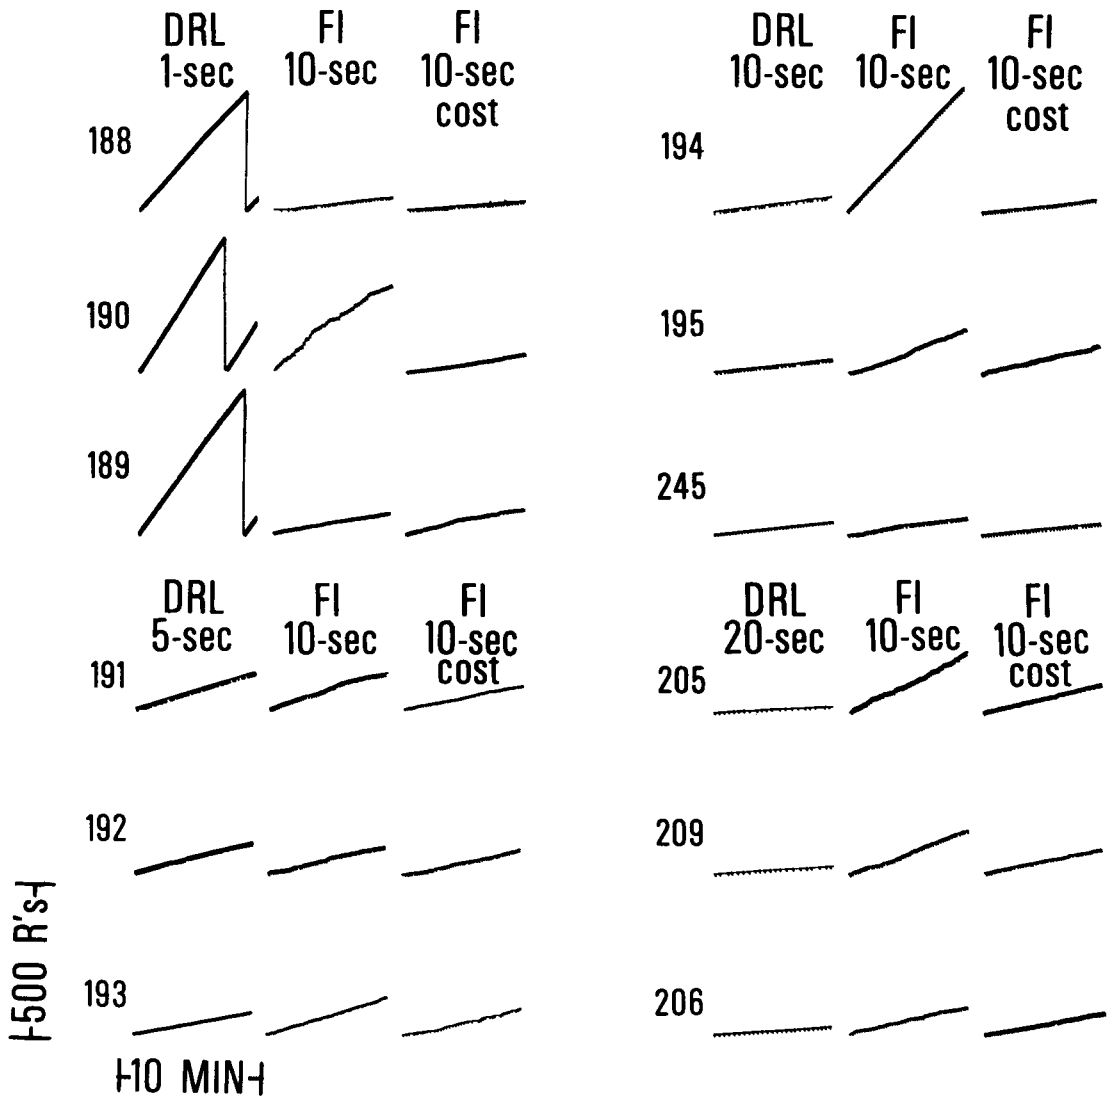 DRL FI FI
1-sec 10-sec 10-sec
cost
188
190
189
DRL FI FI
10-sec 10-sec 10-sec
cost
194
195
245
DRL FI FI
5-sec 10-sec 10-sec
cost
191
192
193
DRL FI FI
20-sec 10-sec 10-sec
cost
205
209
206
500 R's
10 MIN